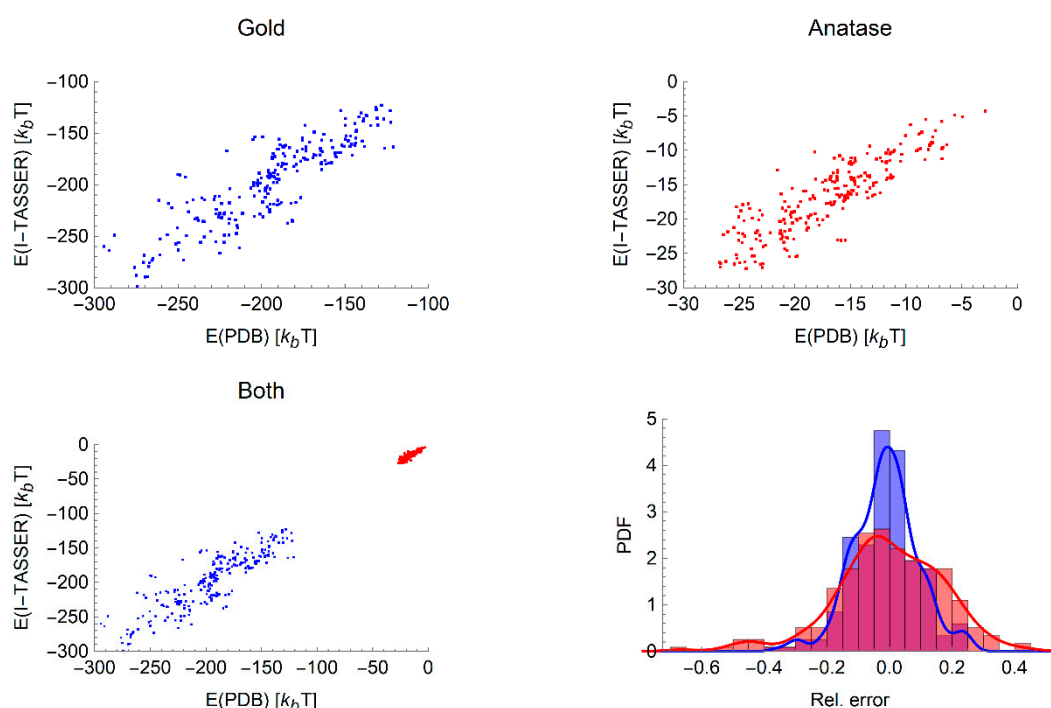 Gold
−100
−150
−200
−250
−300
E(I−TASSER) [k_bT]
−300 −250 −200 −150 −100
E(PDB) [k_bT]
Anatase
0
−5
−10
−15
−20
−25
−30
E(I−TASSER) [k_bT]
−30 −25 −20 −15 −10 −5 0
E(PDB) [k_bT]
Both
0
−50
−100
−150
−200
−250
−300
E(I−TASSER) [k_bT]
−300 −250 −200 −150 −100 −50 0
E(PDB) [k_bT]
5
4
3
2
1
0
PDF
−0.6 −0.4 −0.2 0.0 0.2 0.4
Rel. error